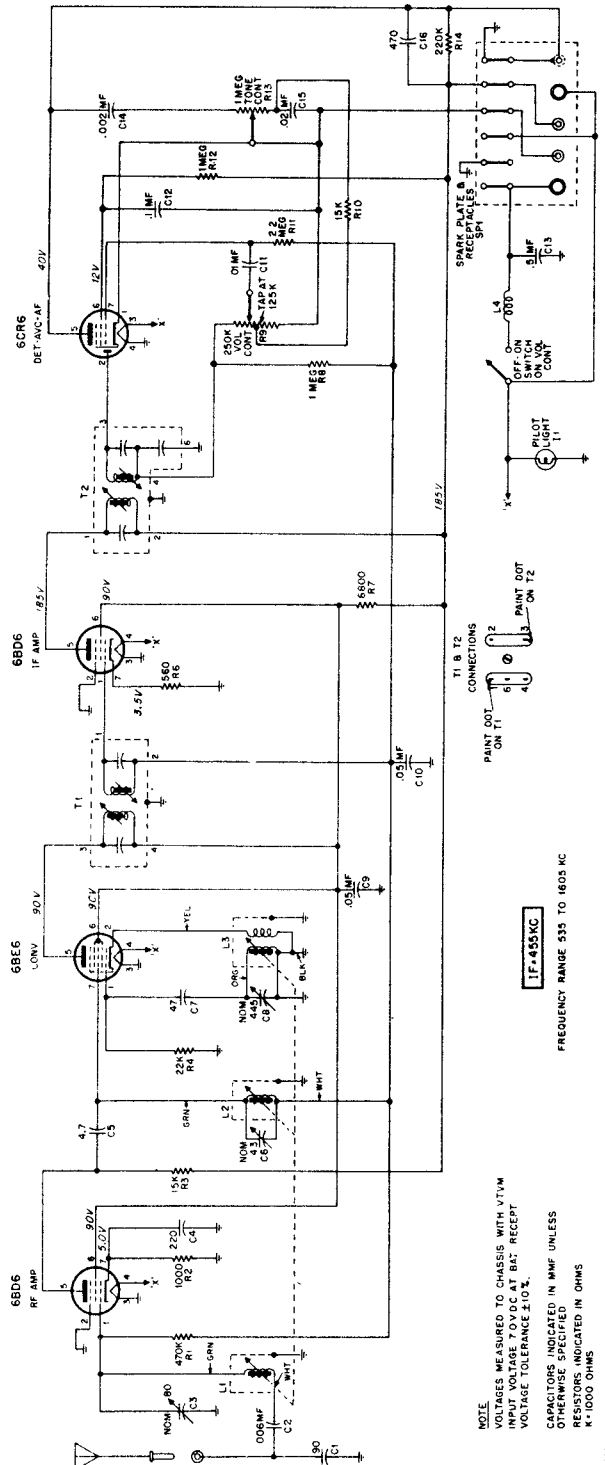 6BD6
RF AMP
6BE6
CONV
6BD6
IF AMP
6CR6
DET-AVC-AF
NOM 80
C3
C1
90
C2
.006MF
WHT
L1
GRN
470K
R1
1000
R2
220
C4
5.0V
90V
15K
R3
4.7
C5
GRN
NOM
43
C6
L2
WHT
22K
R4
47
C7
NOM
445
C8
ORG
BLK
L3
YEL
90V
90V
.05MF
C9
T1
.05MF
C10
3.5V
560
R6
90V
6800
R7
185V
T2
1 MEG
R8
250K
VOL
CONT
R9
TAP AT
125K
.01MF
C11
2.2
MEG
R11
.1MF
C12
1MEG
R12
12V
40V
.002MF
C14
1 MEG
TONE
CONT
R13
.02MF
C15
15K
R10
185V
470
C16
220K
R14
SPARK PLATE &
RECEPTACLES
SP1
.5MF
C13
L4
OFF-ON
SWITCH
ON VOL
CONT
PILOT
LIGHT
I1
"X"
PAINT DOT
ON T1
T1 & T2
CONNECTIONS
PAINT DOT
ON T2
IF=455KC
FREQUENCY RANGE 535 TO 1605 KC
NOTE
VOLTAGES MEASURED TO CHASSIS WITH VTVM
INPUT VOLTAGE 7.0VDC AT BAT RECEPT
VOLTAGE TOLERANCE ±10%.
CAPACITORS INDICATED IN MMF UNLESS
OTHERWISE SPECIFIED
RESISTORS INDICATED IN OHMS
K=1000 OHMS